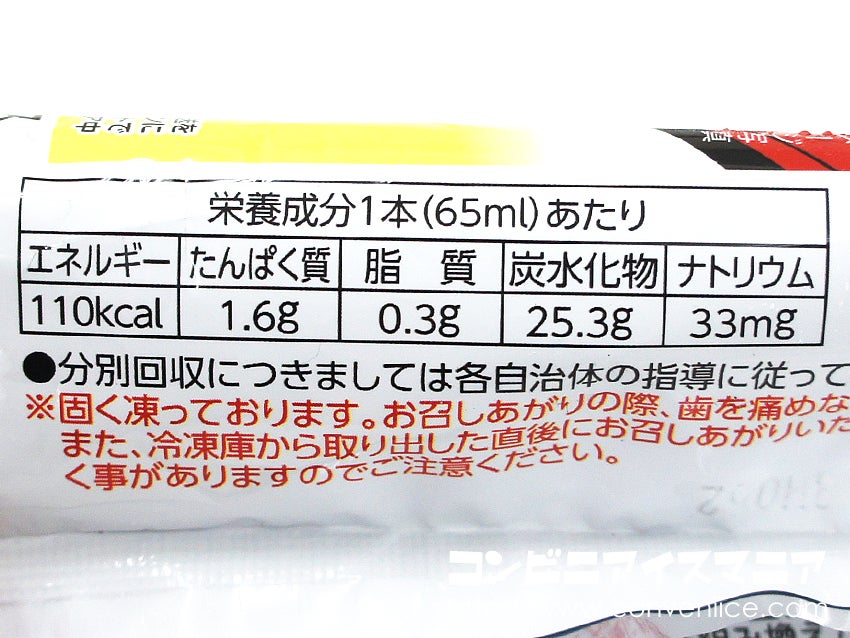 栄養成分1本(65ml)あたり
エネルギー たんぱく質 脂 質 炭水化物 ナトリウム
110kcal 1.6g 0.3g 25.3g 33mg
●分別回収につきましては各自治体の指導に従って
※固く凍っております。お召しあがりの際、歯を痛めな
また、冷凍庫から取り出した直後にお召しあがりいた
く事がありますのでご注意ください。
コンビニアイスマニア
www.conveniice.com